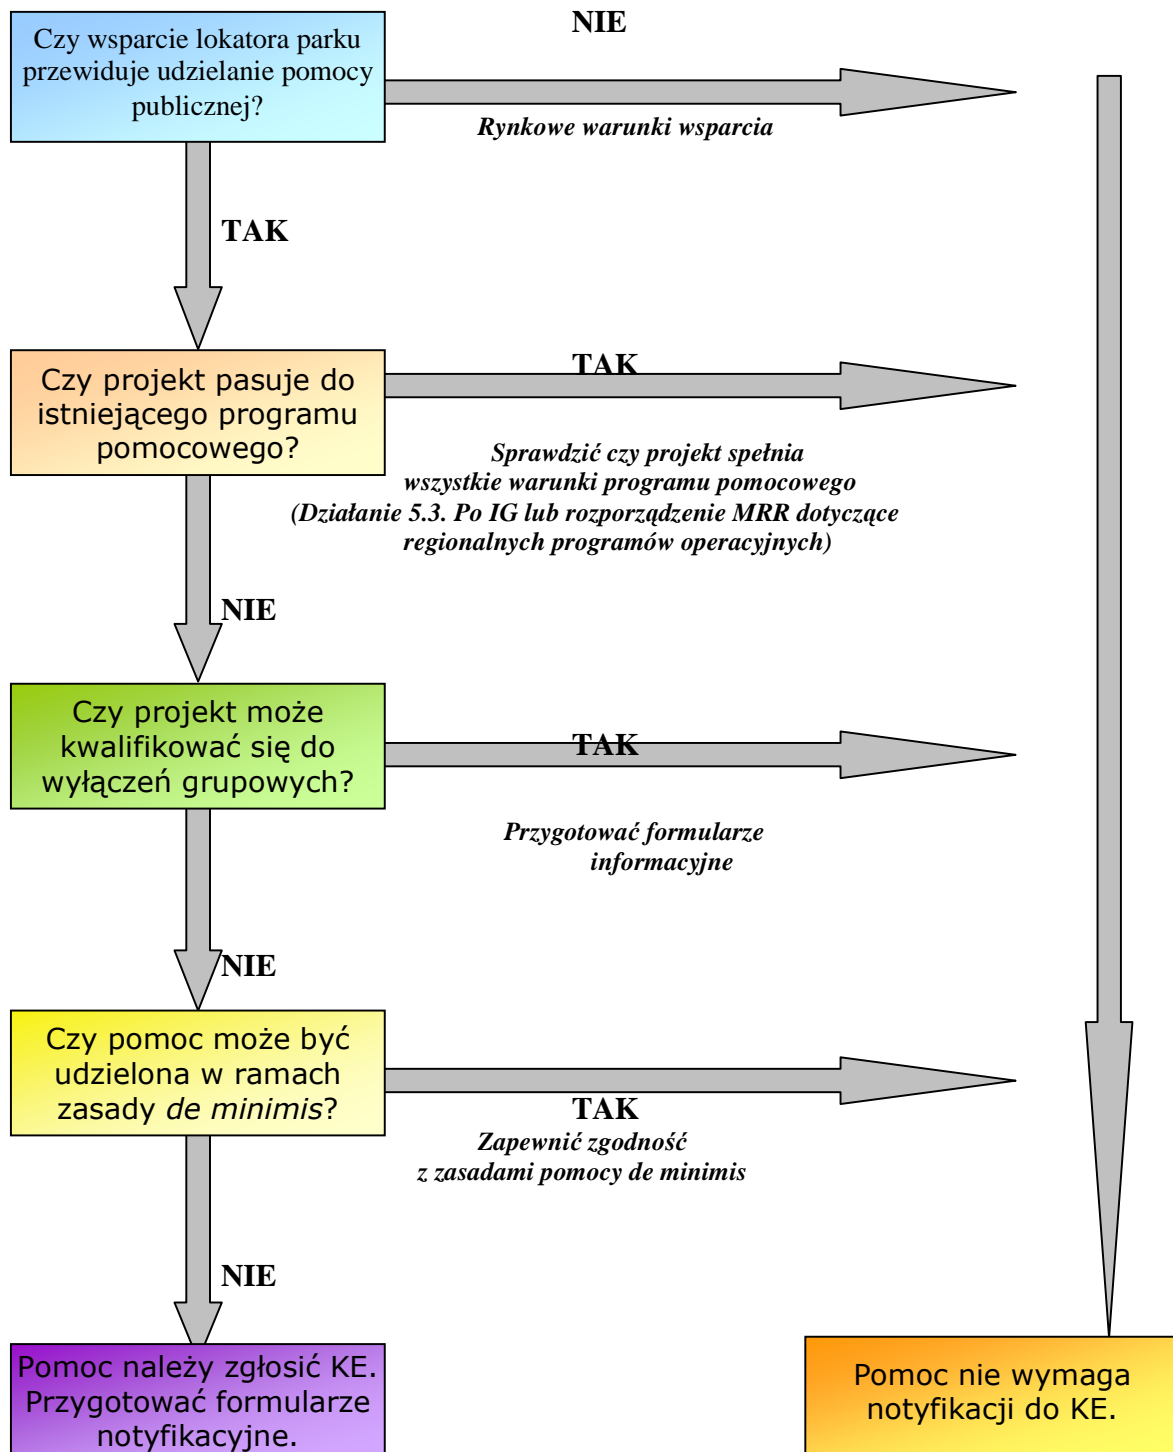 NIE
Czy wsparcie lokatora parku
przewiduje udzielanie pomocy
publicznej?
Rynkowe warunki wsparcia
TAK
Czy projekt pasuje do
istniejącego programu
pomocowego?
TAK
Sprawdzić czy projekt spełnia
wszystkie warunki programu pomocowego
(Działanie 5.3. Po IG lub rozporządzenie MRR dotyczące
regionalnych programów operacyjnych)
NIE
Czy projekt może
kwalifikować się do
wyłączeń grupowych?
TAK
Przygotować formularze
informacyjne
NIE
Czy pomoc może być
udzielona w ramach
zasady de minimis?
TAK
Zapewnić zgodność
z zasadami pomocy de minimis
NIE
Pomoc należy zgłosić KE.
Przygotować formularze
notyfikacyjne.
Pomoc nie wymaga
notyfikacji do KE.